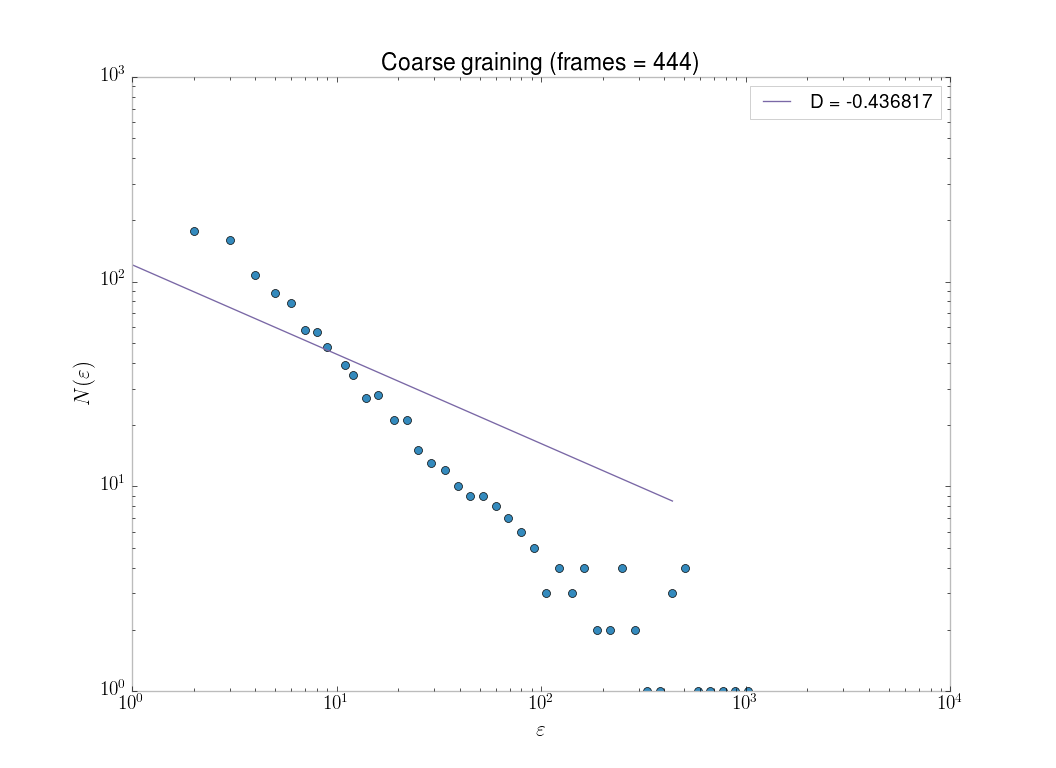 Coarse graining (frames = 444)
10³
D = -0.436817
10²
N(ε)
10¹
10⁰
10⁰ 10¹ 10² 10³ 10⁴
ε